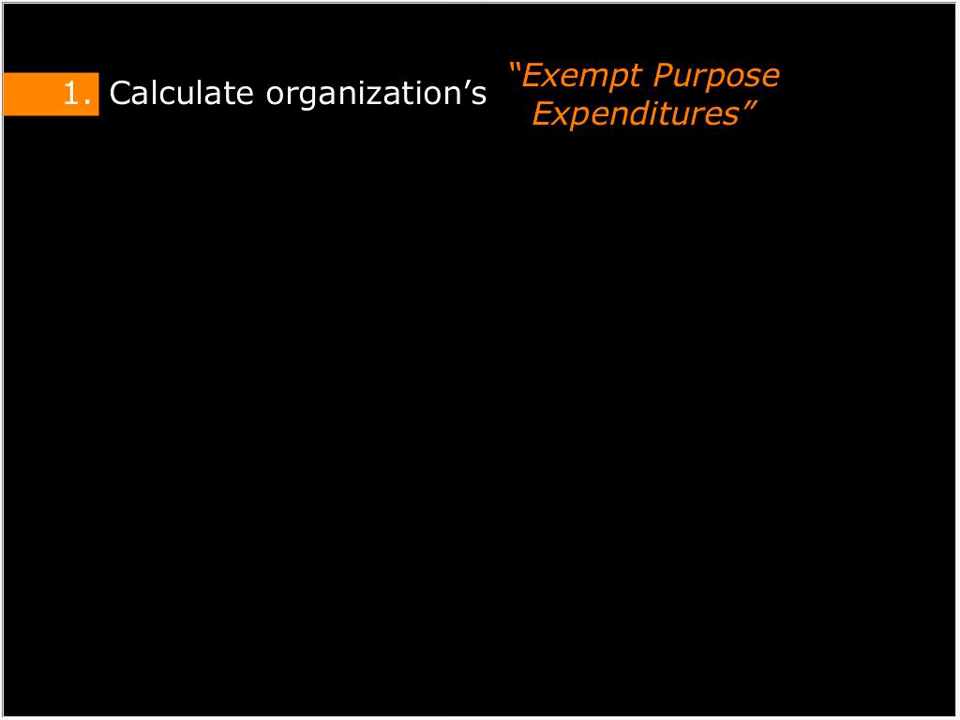 1. Calculate organization’s
“Exempt Purpose
Expenditures”